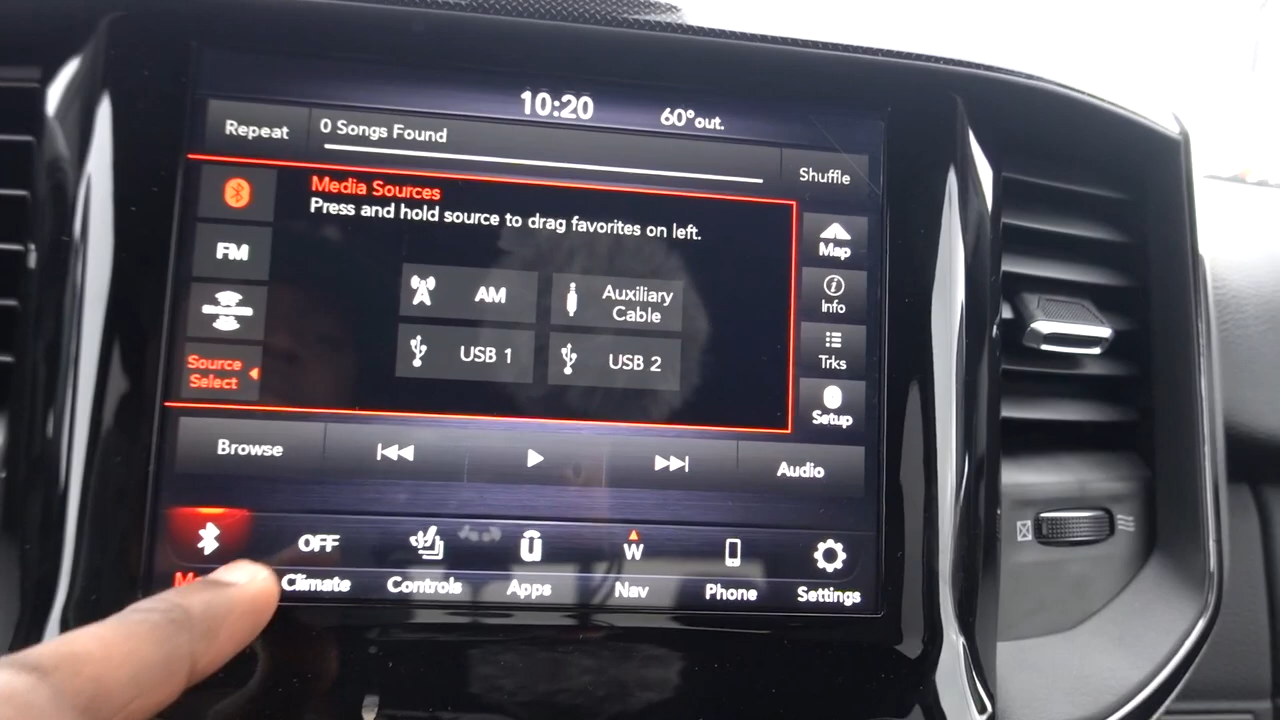 10:20
60° out.
Repeat
0 Songs Found
Shuffle
Media Sources
Press and hold source to drag favorites on left.
FM
Source
Select
AM
Auxiliary
Cable
USB 1
USB 2
Map
Info
Trks
Setup
Browse
Audio
OFF
Climate
Controls
Apps
W
Nav
Phone
Settings